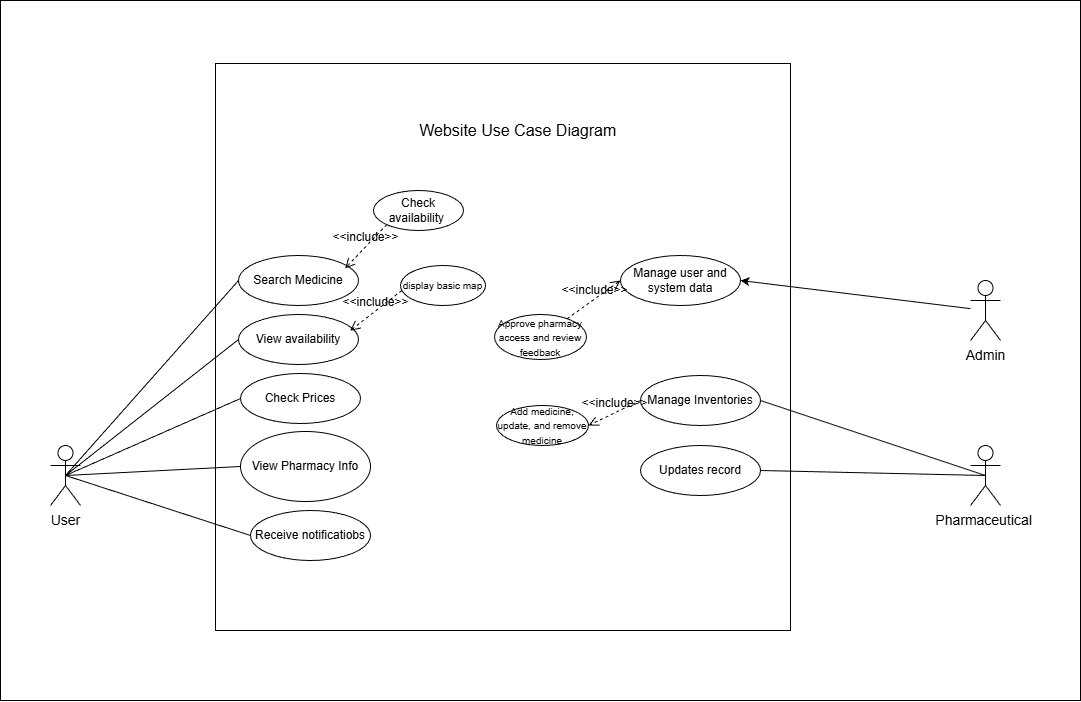 Website Use Case Diagram
Check
availability
<<include>>
Search Medicine
display basic map
<<include>>
View availability
Check Prices
View Pharmacy Info
Receive notificatiobs
User
Manage user and
system data
<<include>>
Approve pharmacy
access and review
feedback
Manage Inventories
<<include>>
Add medicine,
update, and remove
medicine
Updates record
Admin
Pharmaceutical